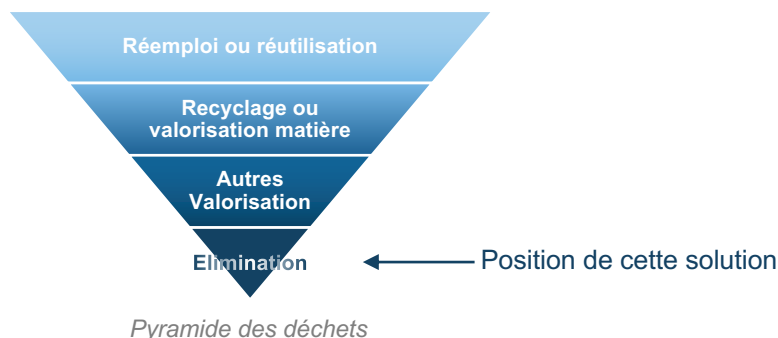 Réemploi ou réutilisation
Recyclage ou
valorisation matière
Autres
Valorisation
Elimination
Position de cette solution
Pyramide des déchets